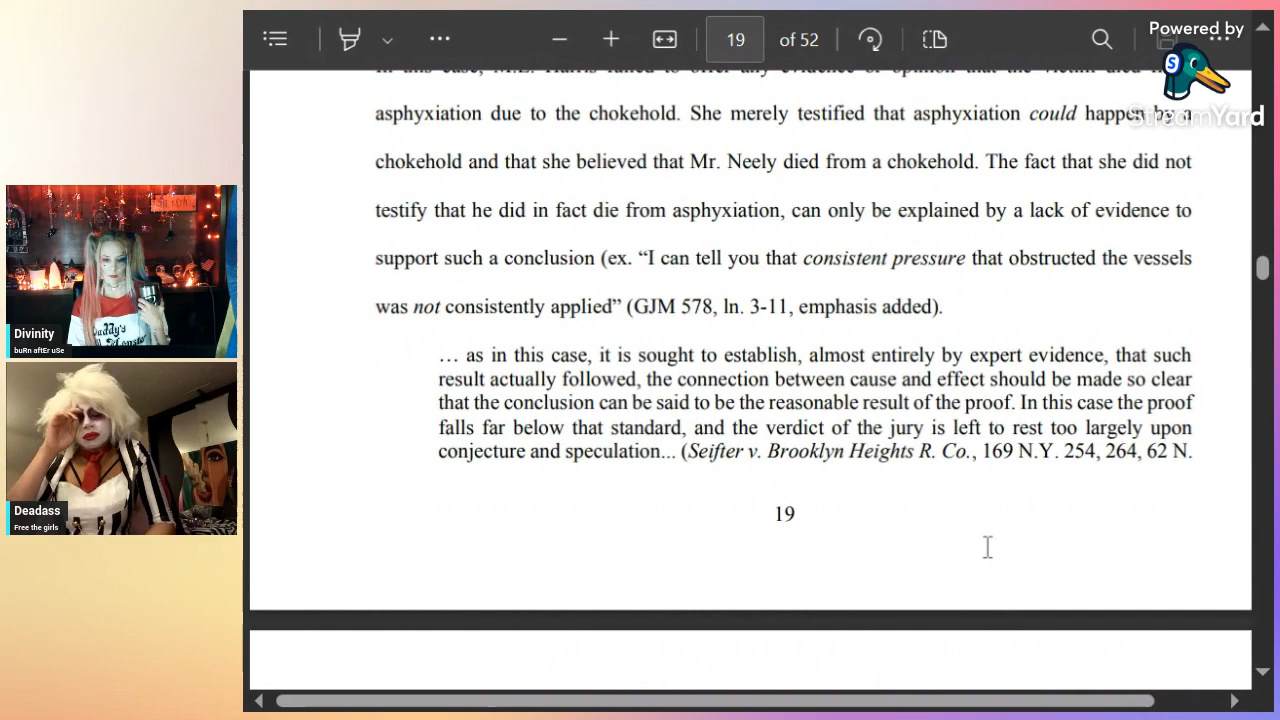 19 of 52
Powered by
StreamYard
asphyxiation due to the chokehold. She merely testified that asphyxiation could happen by a
chokehold and that she believed that Mr. Neely died from a chokehold. The fact that she did not
testify that he did in fact die from asphyxiation, can only be explained by a lack of evidence to
support such a conclusion (ex. “I can tell you that consistent pressure that obstructed the vessels
was not consistently applied” (GJM 578, ln. 3-11, emphasis added).
… as in this case, it is sought to establish, almost entirely by expert evidence, that such
result actually followed, the connection between cause and effect should be made so clear
that the conclusion can be said to be the reasonable result of the proof. In this case the proof
falls far below that standard, and the verdict of the jury is left to rest too largely upon
conjecture and speculation... (Seifter v. Brooklyn Heights R. Co., 169 N.Y. 254, 264, 62 N.
19
Divinity
buRn aftEr uSe
Deadass
Free the girls